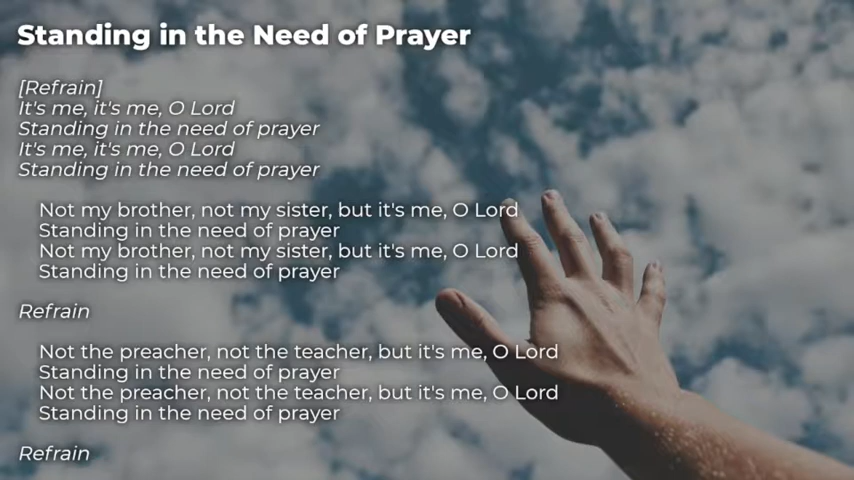 Standing in the Need of Prayer
[Refrain]
It's me, it's me, O Lord
Standing in the need of prayer
It's me, it's me, O Lord
Standing in the need of prayer
Not my brother, not my sister, but it's me, O Lord
Standing in the need of prayer
Not my brother, not my sister, but it's me, O Lord
Standing in the need of prayer
Refrain
Not the preacher, not the teacher, but it's me, O Lord
Standing in the need of prayer
Not the preacher, not the teacher, but it's me, O Lord
Standing in the need of prayer
Refrain